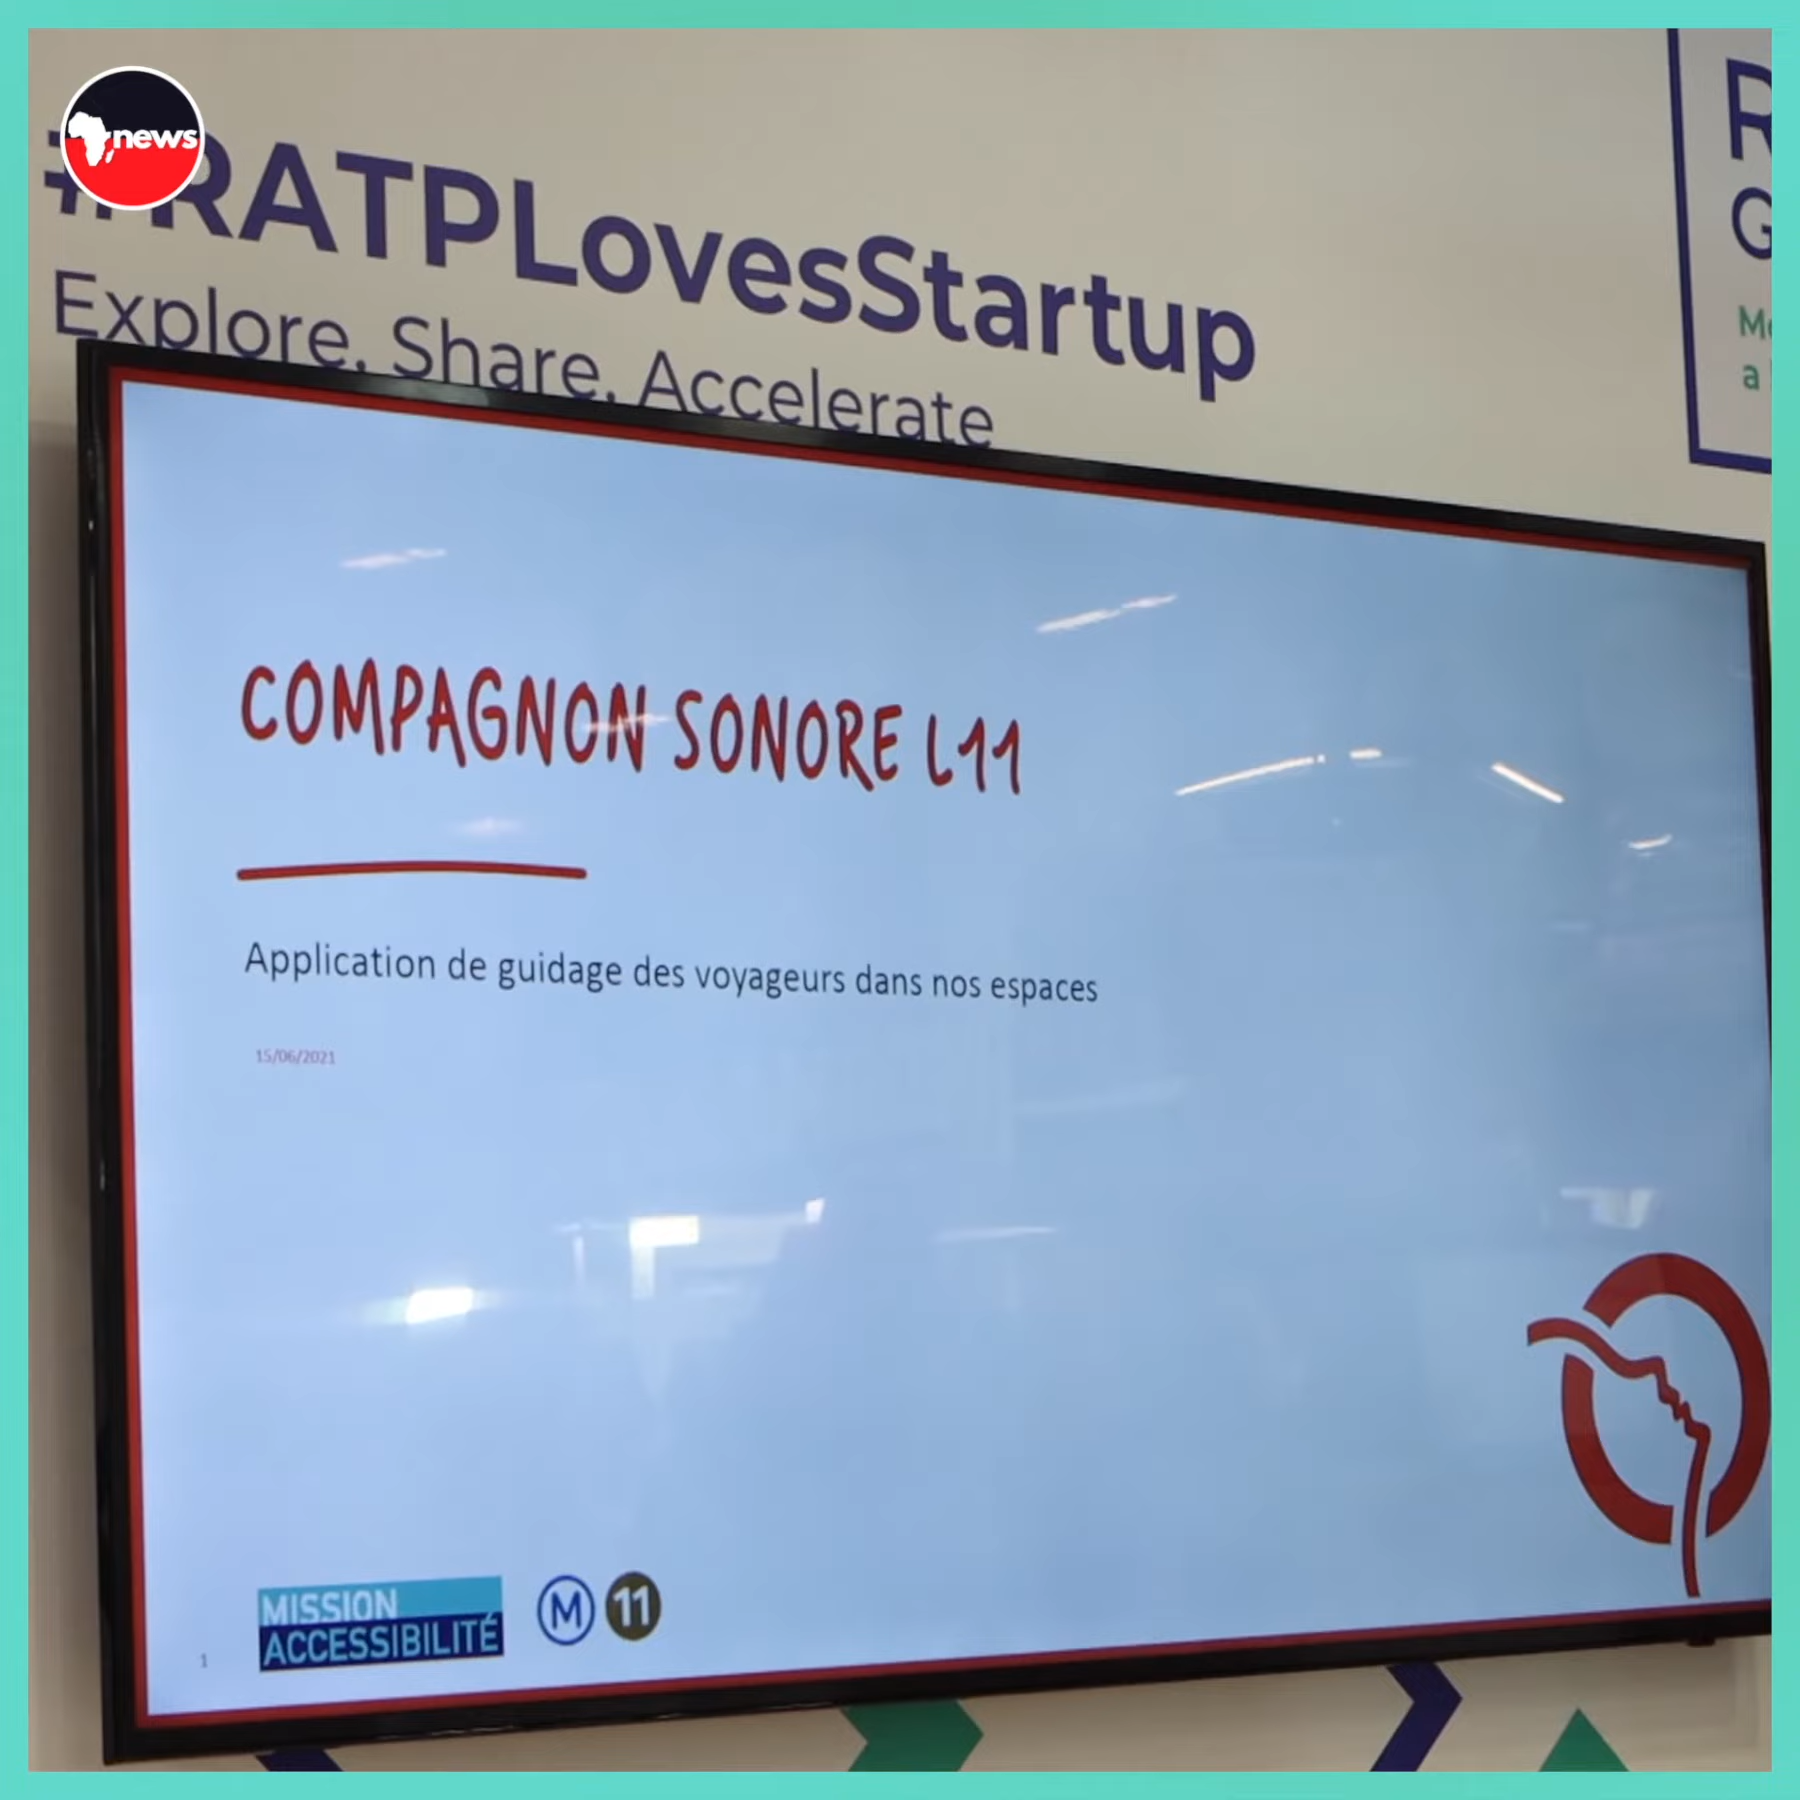 news
#RATPLovesStartup
Explore, Share, Accelerate
COMPAGNON SONORE L11
Application de guidage des voyageurs dans nos espaces
15/06/2021
MISSION
ACCESSIBILITÉ
M 11
1